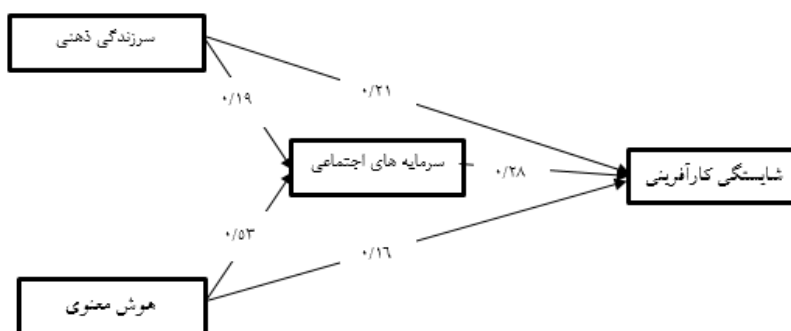 سرزندگی ذهنی
۰/۲۱
۰/۱۹
سرمایه های اجتماعی
۰/۲۸
شایستگی کارآفرینی
۰/۵۳
۰/۱۶
هوش معنوی